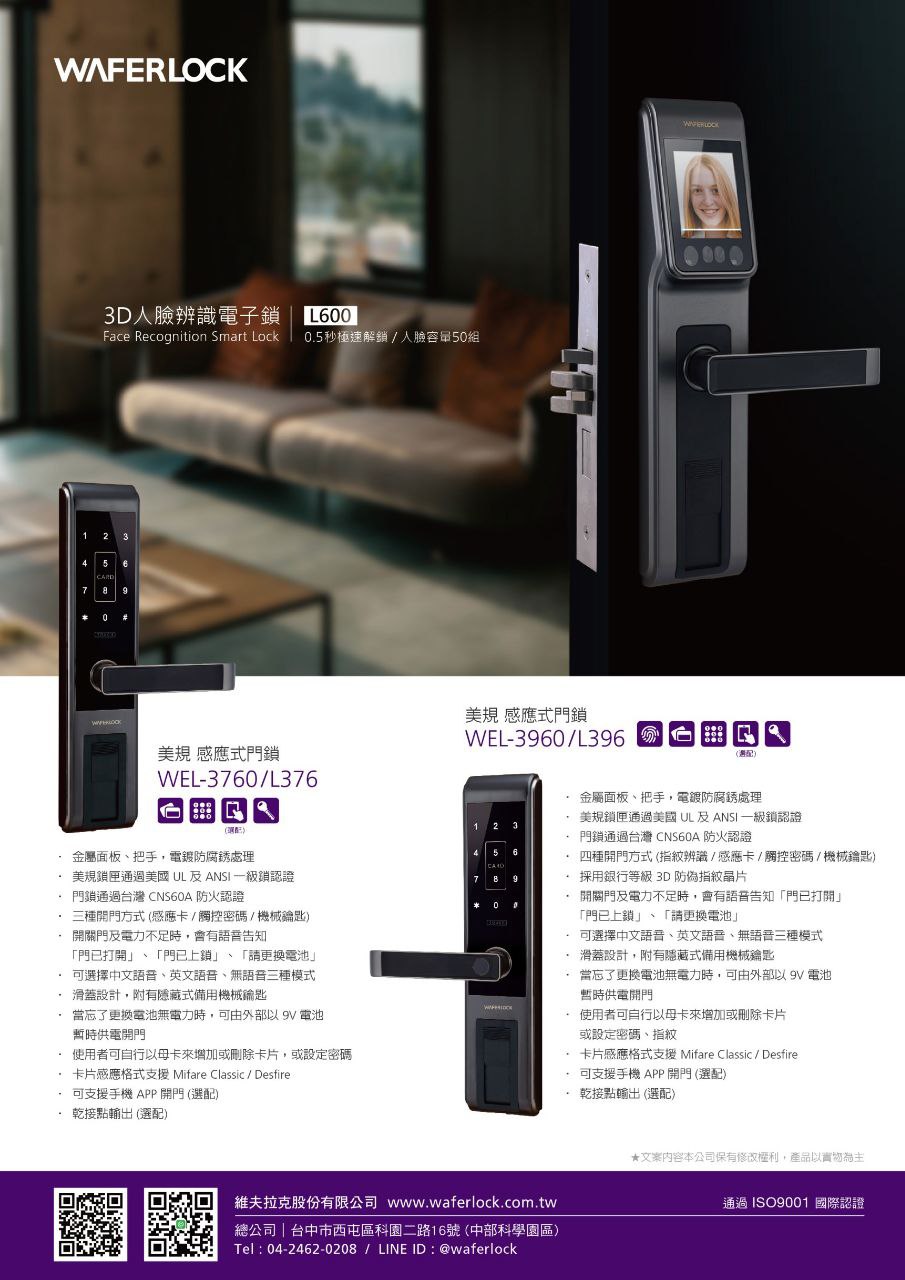 WAFERLOCK
WAFERLOCK
3D人臉辨識電子鎖
L600
Face Recognition Smart Lock
0.5秒極速解鎖 / 人臉容量50組
1 2 3
4 5 6
CARD
7 8 9
* 0 #
WAFERLOCK
美規 感應式門鎖
WEL-3760/L376
(選配)
· 金屬面板、把手，電鍍防腐銹處理
· 美規鎖匣通過美國 UL 及 ANSI 一級鎖認證
· 門鎖通過台灣 CNS60A 防火認證
· 三種開門方式 (感應卡 / 觸控密碼 / 機械鑰匙)
· 開關門及電力不足時，會有語音告知
「門已打開」、「門已上鎖」、「請更換電池」
· 可選擇中文語音、英文語音、無語音三種模式
· 滑蓋設計，附有隱藏式備用機械鑰匙
· 當忘了更換電池無電力時，可由外部以 9V 電池
暫時供電開門
· 使用者可自行以母卡來增加或刪除卡片，或設定密碼
· 卡片感應格式支援 Mifare Classic / Desfire
· 可支援手機 APP 開門 (選配)
· 乾接點輸出 (選配)
美規 感應式門鎖
WEL-3960/L396
(選配)
1 2 3
4 5 6
CARD
7 8 9
* 0 #
WAFERLOCK
· 金屬面板、把手，電鍍防腐銹處理
· 美規鎖匣通過美國 UL 及 ANSI 一級鎖認證
· 門鎖通過台灣 CNS60A 防火認證
· 四種開門方式 (指紋辨識 / 感應卡 / 觸控密碼 / 機械鑰匙)
· 採用銀行等級 3D 防偽指紋晶片
· 開關門及電力不足時，會有語音告知「門已打開」
「門已上鎖」、「請更換電池」
· 可選擇中文語音、英文語音、無語音三種模式
· 滑蓋設計，附有隱藏式備用機械鑰匙
· 當忘了更換電池無電力時，可由外部以 9V 電池
暫時供電開門
· 使用者可自行以母卡來增加或刪除卡片
或設定密碼、指紋
· 卡片感應格式支援 Mifare Classic / Desfire
· 可支援手機 APP 開門 (選配)
· 乾接點輸出 (選配)
★文案內容本公司保有修改權利，產品以實物為主
維夫拉克股份有限公司 www.waferlock.com.tw
通過 ISO9001 國際認證
總公司｜台中市西屯區科園二路16號 (中部科學園區)
Tel : 04-2462-0208 / LINE ID : @waferlock